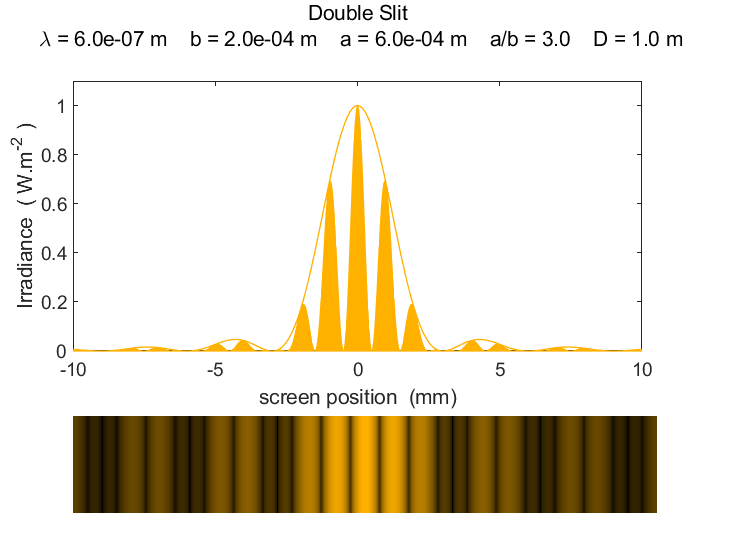 Double Slit
λ = 6.0e-07 m b = 2.0e-04 m a = 6.0e-04 m a/b = 3.0 D = 1.0 m
Irradiance ( W.m-2 )
1
0.8
0.6
0.4
0.2
0
-10 -5 0 5 10
screen position (mm)